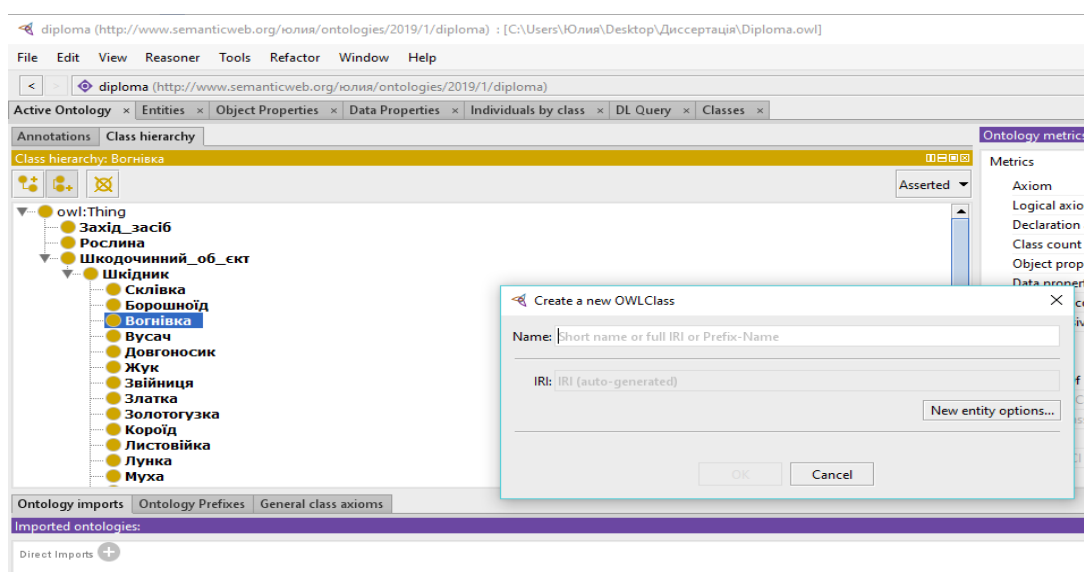 diploma (http://www.semanticweb.org/юлия/ontologies/2019/1/diploma) : [C:\Users\Юлия\Desktop\Диссертація\Diploma.owl]
File Edit View Reasoner Tools Refactor Window Help
< > diploma (http://www.semanticweb.org/юлия/ontologies/2019/1/diploma)
Active Ontology × Entities × Object Properties × Data Properties × Individuals by class × DL Query × Classes ×
Annotations Class hierarchy Ontology metrics
Class hierarchy: Вогнівка
Metrics
Asserted
Axiom
owl:Thing
Logical axio
Захід_засіб
Declaration
Рослина
Class count
Шкодочинний_об_єкт
Object prop
Шкідник
Data proper
Склівка
Борошноїд
Вогнівка
Вусач
Довгоносик
Жук
Звійниця
Златка
Золотогузка
Короїд
Листовійка
Лунка
Муха
Create a new OWLClass ×
Name: Short name or full IRI or Prefix-Name
IRI: IRI (auto-generated)
New entity options...
OK Cancel
Ontology imports Ontology Prefixes General class axioms
Imported ontologies:
Direct Imports +